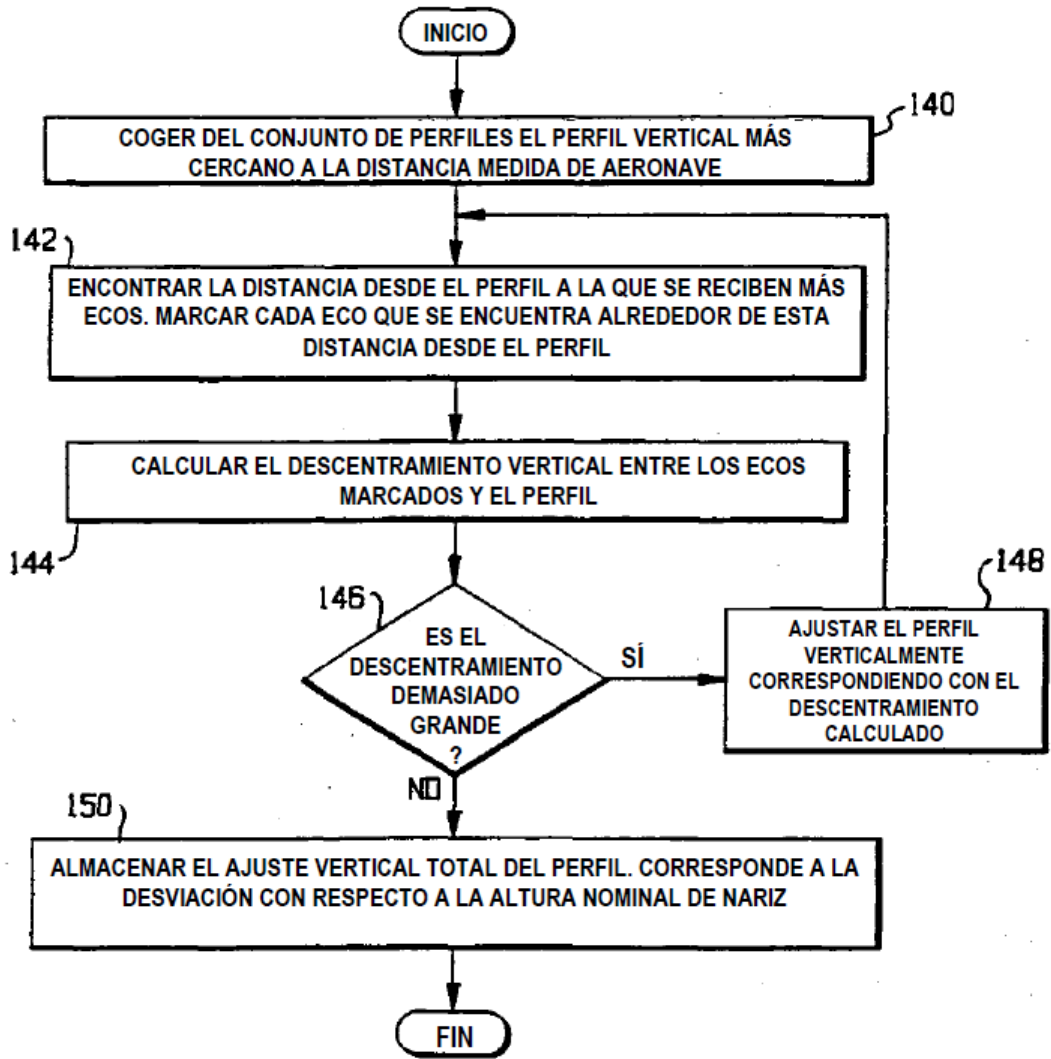 INICIO
140
COGER DEL CONJUNTO DE PERFILES EL PERFIL VERTICAL MÁS
CERCANO A LA DISTANCIA MEDIDA DE AERONAVE
142
ENCONTRAR LA DISTANCIA DESDE EL PERFIL A LA QUE SE RECIBEN MÁS
ECOS. MARCAR CADA ECO QUE SE ENCUENTRA ALREDEDOR DE ESTA
DISTANCIA DESDE EL PERFIL
CALCULAR EL DESCENTRAMIENTO VERTICAL ENTRE LOS ECOS
MARCADOS Y EL PERFIL
144
146
ES EL
DESCENTRAMIENTO
DEMASIADO
GRANDE
?
SÍ
148
AJUSTAR EL PERFIL
VERTICALMENTE
CORRESPONDIENDO CON EL
DESCENTRAMIENTO
CALCULADO
NO
150
ALMACENAR EL AJUSTE VERTICAL TOTAL DEL PERFIL. CORRESPONDE A LA
DESVIACIÓN CON RESPECTO A LA ALTURA NOMINAL DE NARIZ
FIN